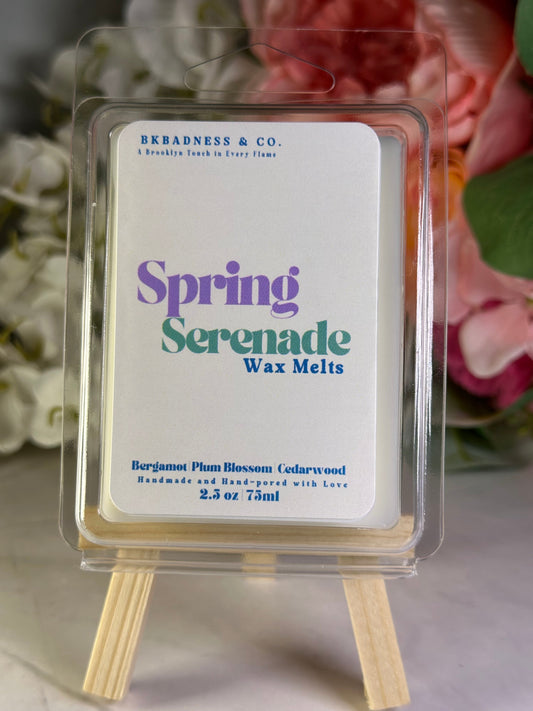 BKBADNESS & CO.
A Brooklyn Touch in Every Flame
Spring
Serenade
Wax Melts
Bergamot|Plum Blossom|Cedarwood
Handmade and Hand-pored with Love
2.5 oz|75ml